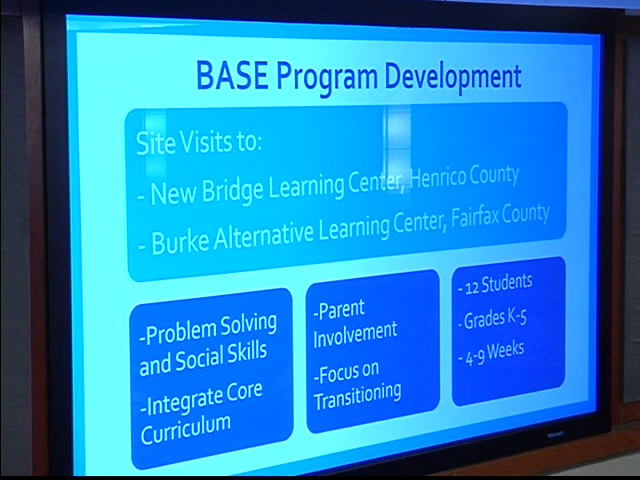 BASE Program Development
Site Visits to:
- New Bridge Learning Center, Henrico County
- Burke Alternative Learning Center, Fairfax County
-Problem Solving
and Social Skills
-Integrate Core
Curriculum
-Parent
Involvement
-Focus on
Transitioning
- 12 Students
- Grades K-5
- 4-9 Weeks